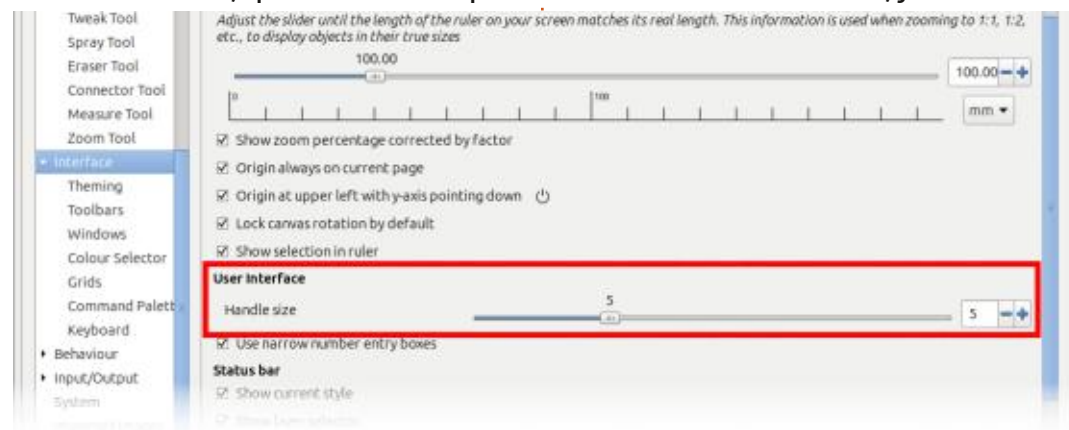 Tweak Tool
Spray Tool
Eraser Tool
Connector Tool
Measure Tool
Zoom Tool
Interface
Theming
Toolbars
Windows
Colour Selector
Grids
Command Palett
Keyboard
Behaviour
Input/Output
System
Adjust the slider until the length of the ruler on your screen matches its real length. This information is used when zooming to 1:1, 1:2,
etc., to display objects in their true sizes
100.00
100.00
0 100
mm
Show zoom percentage corrected by factor
Origin always on current page
Origin at upper left with y-axis pointing down
Lock canvas rotation by default
Show selection in ruler
User Interface
Handle size 5 5
Use narrow number entry boxes
Status bar
Show current style
Show layer selector